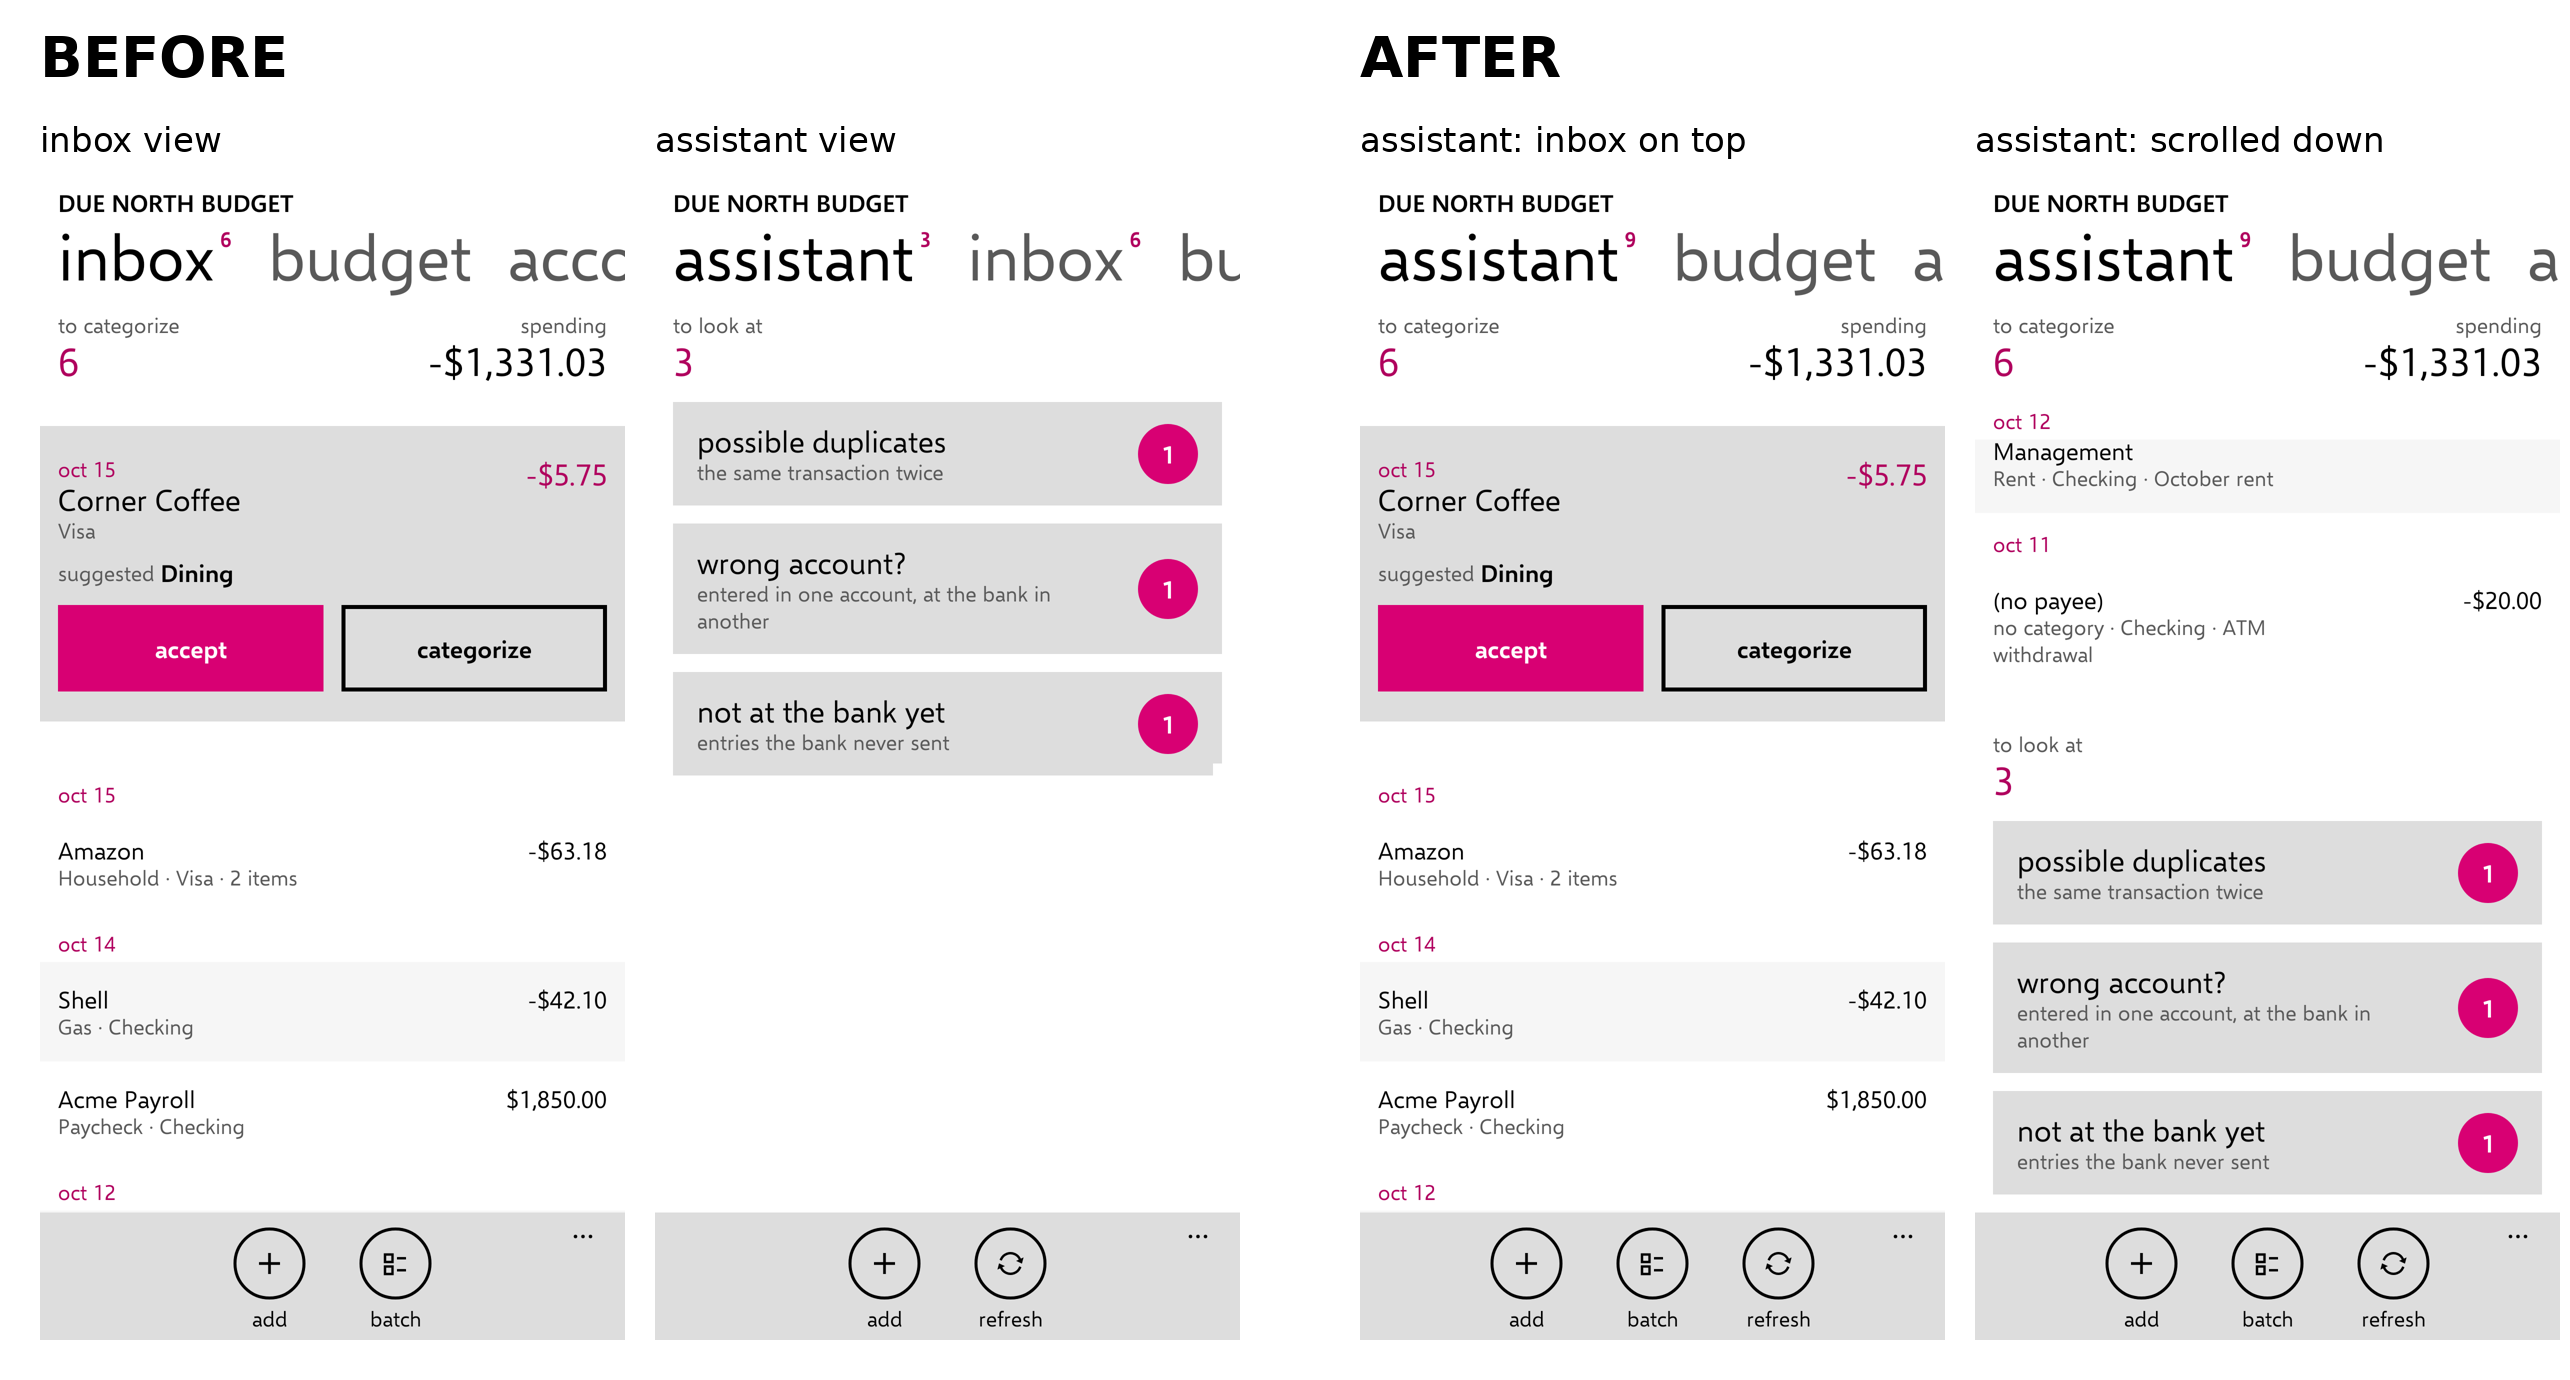 BEFORE
inbox view
DUE NORTH BUDGET
inbox 6 budget acco
to categorize spending
6 -$1,331.03
oct 15 -$5.75
Corner Coffee
Visa
suggested Dining
accept categorize
oct 15
Amazon -$63.18
Household · Visa · 2 items
oct 14
Shell -$42.10
Gas · Checking
Acme Payroll $1,850.00
Paycheck · Checking
oct 12
...
add batch
assistant view
DUE NORTH BUDGET
assistant 3 inbox 6 bu
to look at
3
possible duplicates 1
the same transaction twice
wrong account?
entered in one account, at the bank in 1
another
not at the bank yet 1
entries the bank never sent
...
add refresh
AFTER
assistant: inbox on top
DUE NORTH BUDGET
assistant 9 budget a
to categorize spending
6 -$1,331.03
oct 15 -$5.75
Corner Coffee
Visa
suggested Dining
accept categorize
oct 15
Amazon -$63.18
Household · Visa · 2 items
oct 14
Shell -$42.10
Gas · Checking
Acme Payroll $1,850.00
Paycheck · Checking
oct 12
...
add batch refresh
assistant: scrolled down
DUE NORTH BUDGET
assistant 9 budget a
to categorize spending
6 -$1,331.03
oct 12
Management
Rent · Checking · October rent
oct 11
(no payee) -$20.00
no category · Checking · ATM
withdrawal
to look at
3
possible duplicates 1
the same transaction twice
wrong account?
entered in one account, at the bank in 1
another
not at the bank yet 1
entries the bank never sent
...
add batch refresh